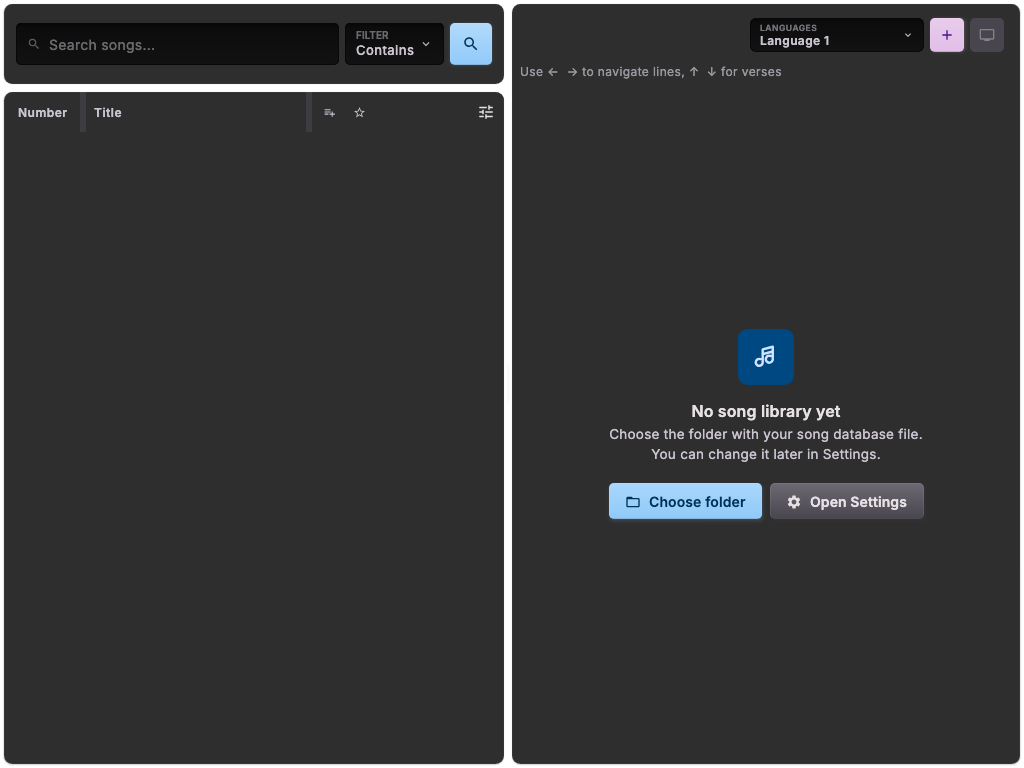 Search songs...
FILTER
Contains
Number
Title
LANGUAGES
Language 1
Use ← → to navigate lines, ↑ ↓ for verses
No song library yet
Choose the folder with your song database file.
You can change it later in Settings.
Choose folder
Open Settings